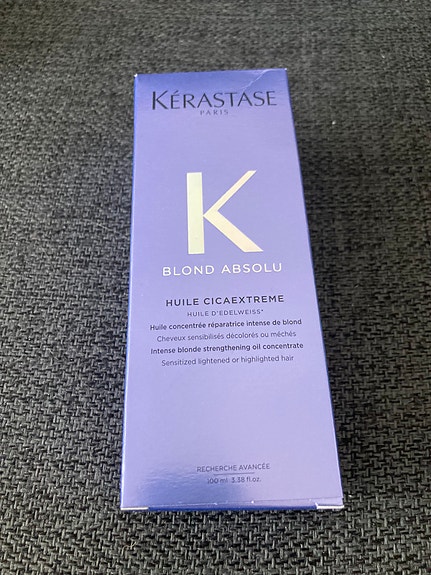 KÉRASTASE
PARIS
K
BLOND ABSOLU
HUILE CICAEXTREME
HUILE D'EDELWEISS*
Huile concentrée réparatrice intense de blond
Cheveux sensibilisés décolorés ou méchés
Intense blonde strengthening oil concentrate
Sensitized lightened or highlighted hair
RECHERCHE AVANCÉE
100 ml 3.38 fl.oz.